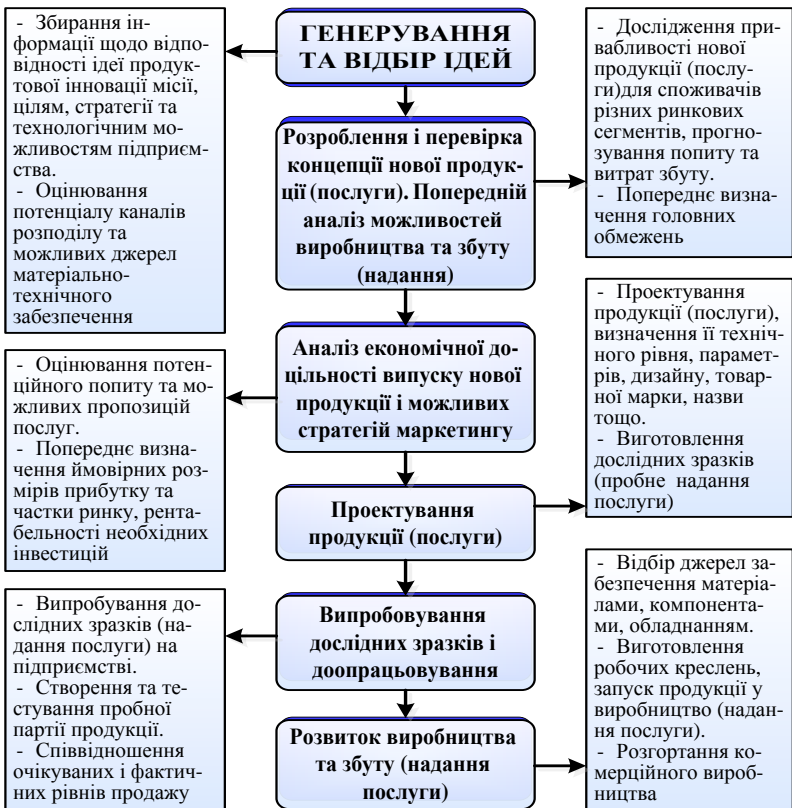 - Збирання ін-
формації щодо відпо-
відності ідеї продук-
тової інновації місії,
цілям, стратегії та
технологічним мо-
жливостям підприєм-
ства.
- Оцінювання
потенціалу каналів
розподілу та
можливих джерел
матеріально-
технічного
забезпечення
ГЕНЕРУВАННЯ
ТА ВІДБІР ІДЕЙ
- Дослідження при-
вабливості нової
продукції (послу-
ги)для споживачів
різних ринкових
сегментів, прогно-
зування попиту та
витрат збуту.
- Попереднє визна-
чення головних
обмежень
Розроблення і перевірка
концепції нової продук-
ції (послуги). Попередній
аналіз можливостей
виробництва та збуту
(надання)
Аналіз економічної до-
цільності випуску нової
продукції і можливих
стратегій маркетингу
- Оцінювання потен-
ційного попиту та мо-
жливих пропозицій
послуг.
- Попереднє визна-
чення ймовірних роз-
мірів прибутку та
частки ринку, рента-
бельності необхідних
інвестицій
- Проектування
продукції (послуги),
визначення її техніч-
ного рівня, парамет-
рів, дизайну, товар-
ної марки, назви
тощо.
- Виготовлення
дослідних зразків
(пробне надання
послуги)
Проектування
продукції (послуги)
Випробовування
дослідних зразків і
доопрацьовування
- Випробування до-
слідних зразків (на-
дання послуги) на
підприємстві.
- Створення та те-
стування пробної
партії продукції.
- Співвідношення
очікуваних і фактич-
них рівнів продажу
Розвиток виробництва
та збуту (надання
послуги)
- Відбір джерел за-
безпечення матеріа-
лами, компонента-
ми, обладнанням.
- Виготовлення
робочих креслень,
запуск продукції у
виробництво (надан-
ня послуги).
- Розгортання ко-
мерційного вироб-
ництва